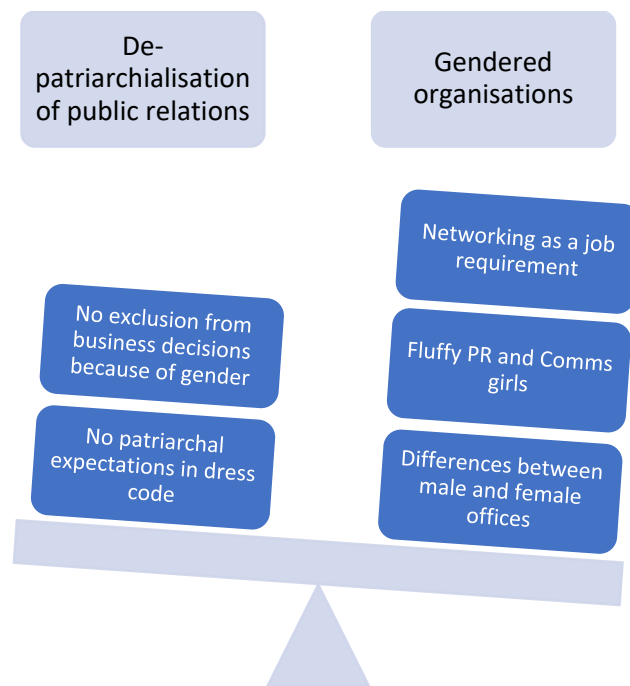 De-
patriarchialisation
of public relations
Gendered
organisations
Networking as a job
requirement
No exclusion from
business decisions
because of gender
Fluffy PR and Comms
girls
No patriarchal
expectations in dress
code
Differences between
male and female
offices